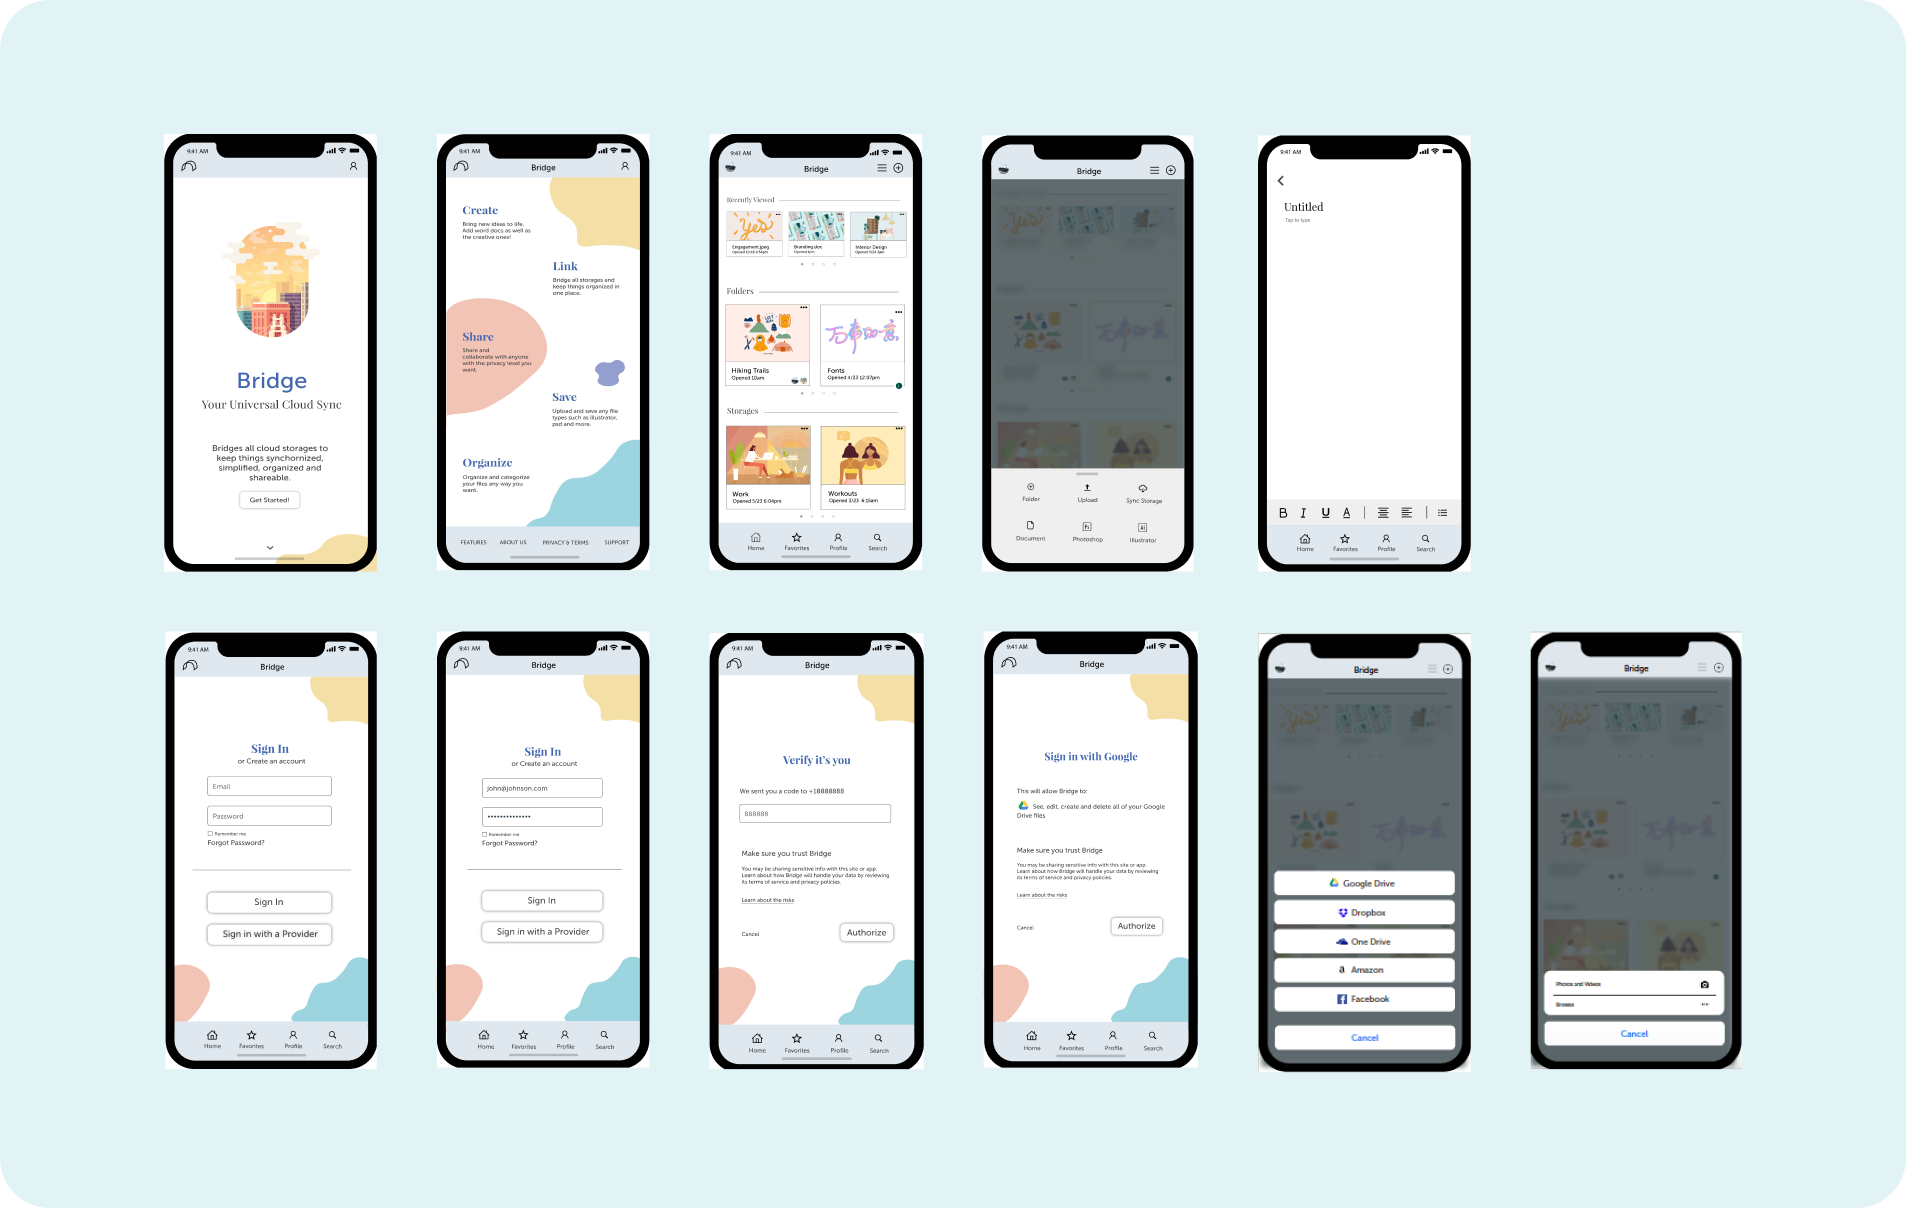 9:41 AM
Bridge
Your Universal Cloud Sync
Bridges all cloud storages to
keep things synchornized,
simplified, organized and
shareable.
Get Started!
9:41 AM
Bridge
Create
Bring new ideas to life.
Add word docs as well as
the creative ones!
Link
Bridge all storages and
keep things organized in
one place.
Share
Share and
collaborate with anyone
with the privacy level you
want.
Save
Upload and save any file
types such as illustrator,
psd and more.
Organize
Organize and categorize
your files any way you
want.
FEATURES ABOUT US PRIVACY & TERMS SUPPORT
9:41 AM
Bridge
Recently Viewed
Yes
Engagement.jpeg
Branding.doc
Opened 1pm
Interior Design
Opened 5/24 3pm
Folders
万事如意
Hiking Trails
Opened 10am
Fonts
Opened 4/23 12:07pm
Storages
Work
Opened 5/23 6:04pm
Workouts
Opened 3/23 6:15am
Home Favorites Profile Search
Bridge
Folder Upload Sync Storage
Document Photoshop Illustrator
9:41 AM
Untitled
Tap to type
B I U A
Home Favorites Profile Search
9:41 AM
Bridge
Sign In
or Create an account
Email
Password
Remember me
Forgot Password?
Sign In
Sign in with a Provider
Home Favorites Profile Search
9:41 AM
Bridge
Sign In
or Create an account
john@johnson.com
Remember me
Forgot Password?
Sign In
Sign in with a Provider
Home Favorites Profile Search
9:41 AM
Bridge
Verify it's you
We sent you a code to +18888888
888888
Make sure you trust Bridge
You may be sharing sensitive info with this site or app.
Learn about how Bridge will handle your data by reviewing
its terms of service and privacy policies.
Learn about the risks
Cancel Authorize
Home Favorites Profile Search
9:41 AM
Bridge
Sign in with Google
This will allow Bridge to:
See, edit, create and delete all of your Google
Drive files
Make sure you trust Bridge
You may be sharing sensitive info with this site or app.
Learn about how Bridge will handle your data by reviewing
its terms of service and privacy policies.
Learn about the risks
Cancel Authorize
Home Favorites Profile Search
Bridge
Yes
Google Drive
Dropbox
One Drive
Amazon
Facebook
Cancel
Bridge
Yes
Photos and Videos
Browse
Cancel